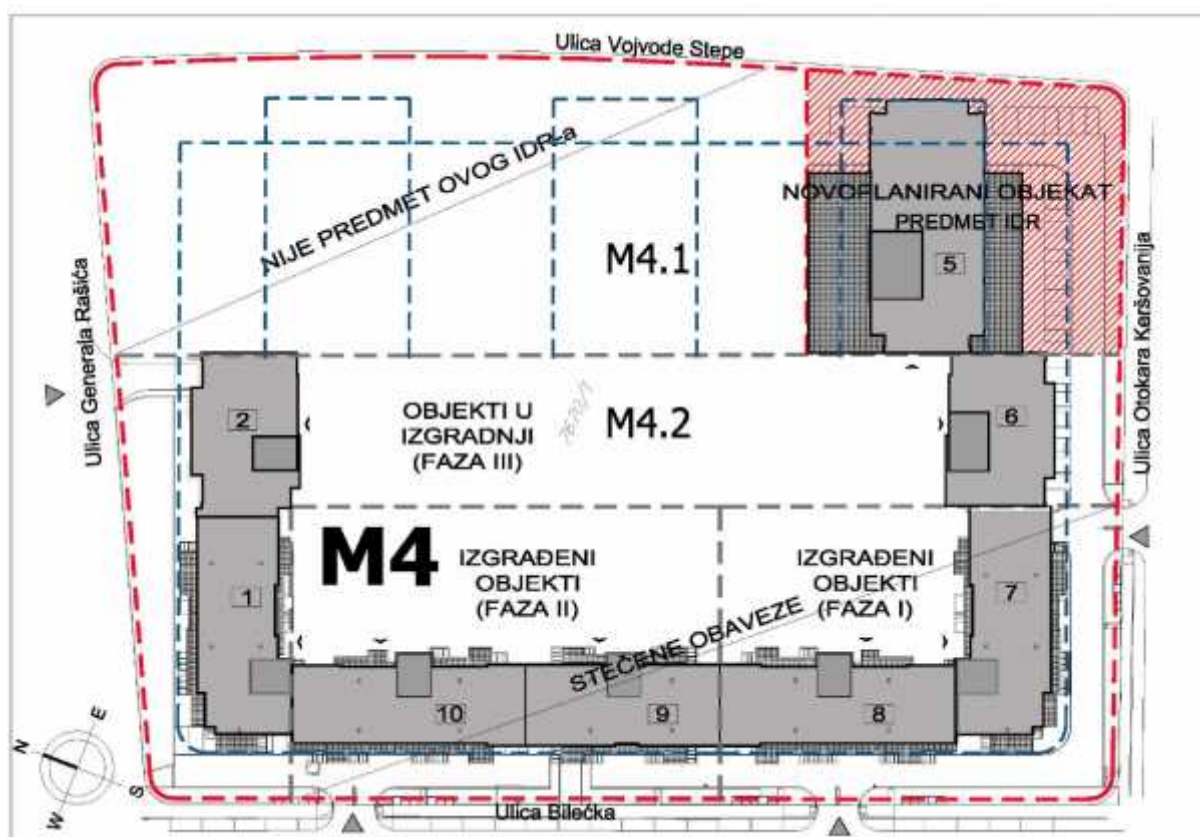 Ulica Vojvode Stepe
NIJE PREDMET OVOG IDR-a
NOVOPLANIRANI OBJEKAT
PREDMET IDR
M4.1
5
Ulica Generala Rašića
Ulica Otokara Keršovanija
2
OBJEKTI U
IZGRADNJI
(FAZA III)
M4.2
6
M4
IZGRAĐENI
OBJEKTI
(FAZA II)
IZGRAĐENI
OBJEKTI
(FAZA I)
1
7
STEČENE OBAVEZE
10
9
8
N
E
S
W
Ulica Bilećka